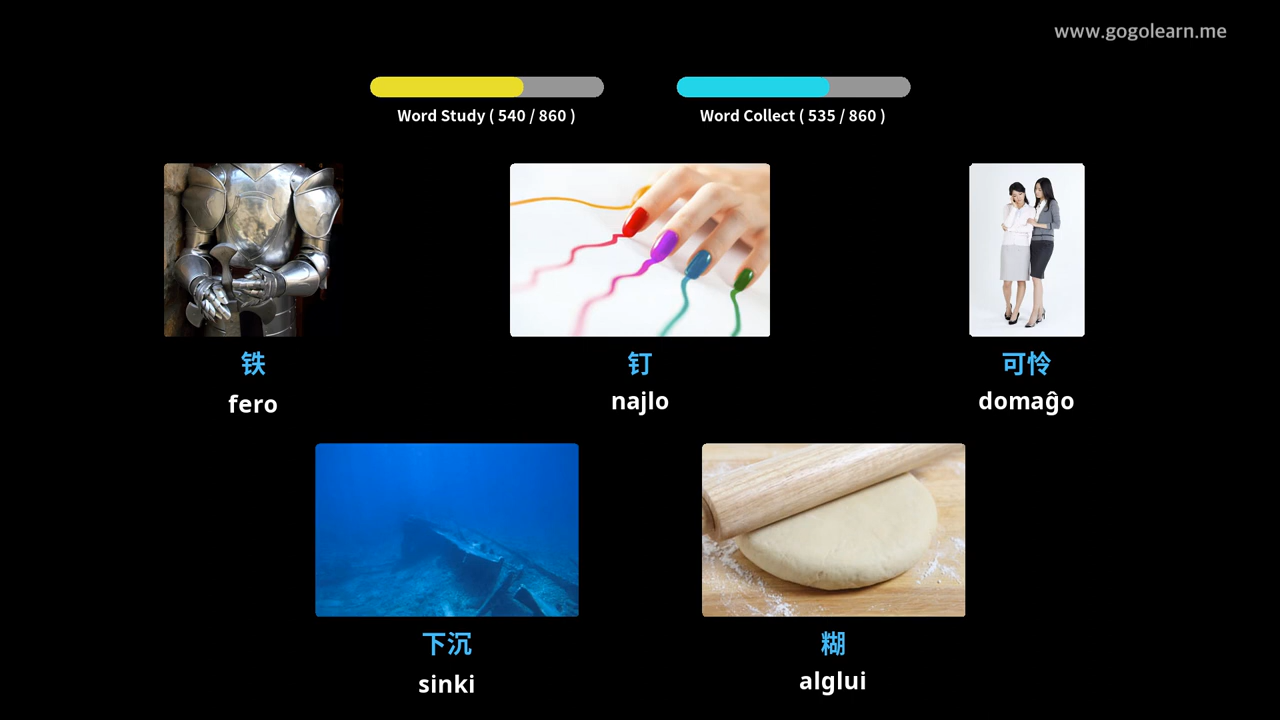 www.gogolearn.me
Word Study ( 540 / 860 )
Word Collect ( 535 / 860 )
铁
fero
钉
najlo
可怜
domaĝo
下沉
sinki
糊
alglui